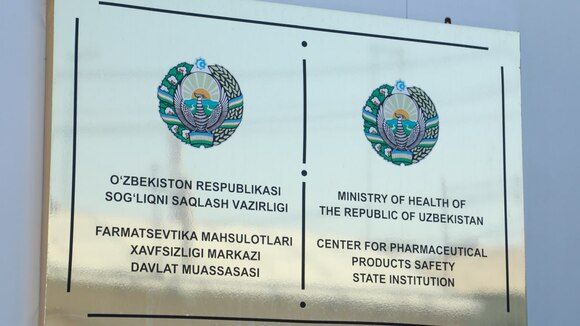 O‘ZBEKISTON RESPUBLIKASI
SOG‘LIQNI SAQLASH VAZIRLIGI
FARMATSEVTIKA MAHSULOTLARI
XAVFSIZLIGI MARKAZI
DAVLAT MUASSASASI
MINISTRY OF HEALTH OF
THE REPUBLIC OF UZBEKISTAN
CENTER FOR PHARMACEUTICAL
PRODUCTS SAFETY
STATE INSTITUTION